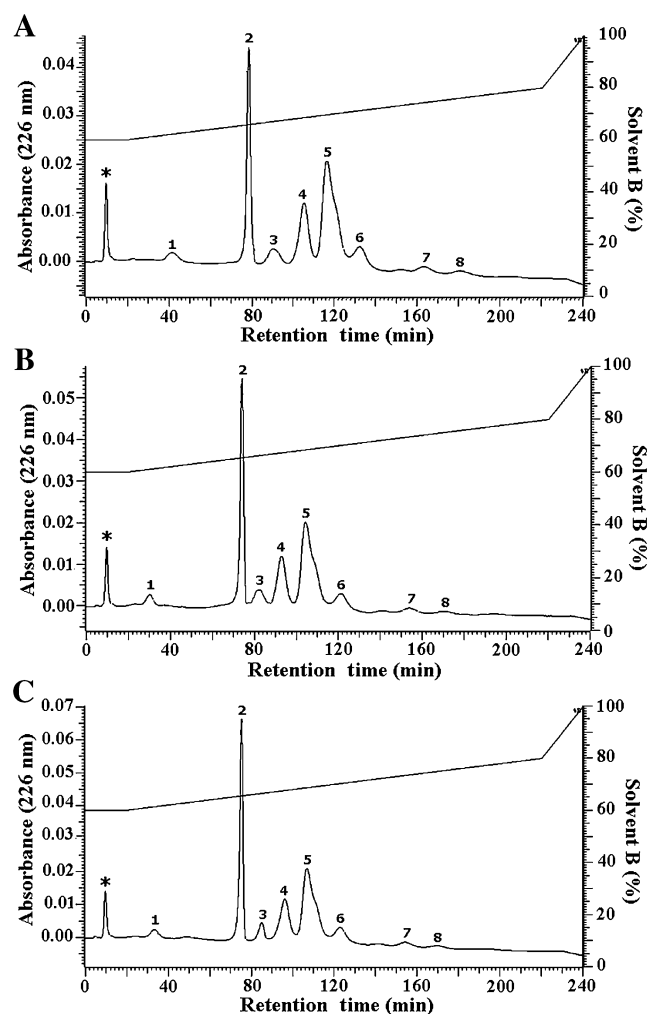 A
Absorbance (226 nm)
0.04
0.03
0.02
0.01
0.00
* 1 2 3 4 5 6 7 8
100
80
60
40
20
0
Solvent B (%)
0 40 80 120 160 200 240
Retention time (min)
B
Absorbance (226 nm)
0.05
0.04
0.03
0.02
0.01
0.00
* 1 2 3 4 5 6 7 8
100
80
60
40
20
0
Solvent B (%)
0 40 80 120 160 200 240
Retention time (min)
C
Absorbance (226 nm)
0.07
0.06
0.05
0.04
0.03
0.02
0.01
0.00
* 1 2 3 4 5 6 7 8
100
80
60
40
20
0
Solvent B (%)
0 40 80 120 160 200 240
Retention time (min)